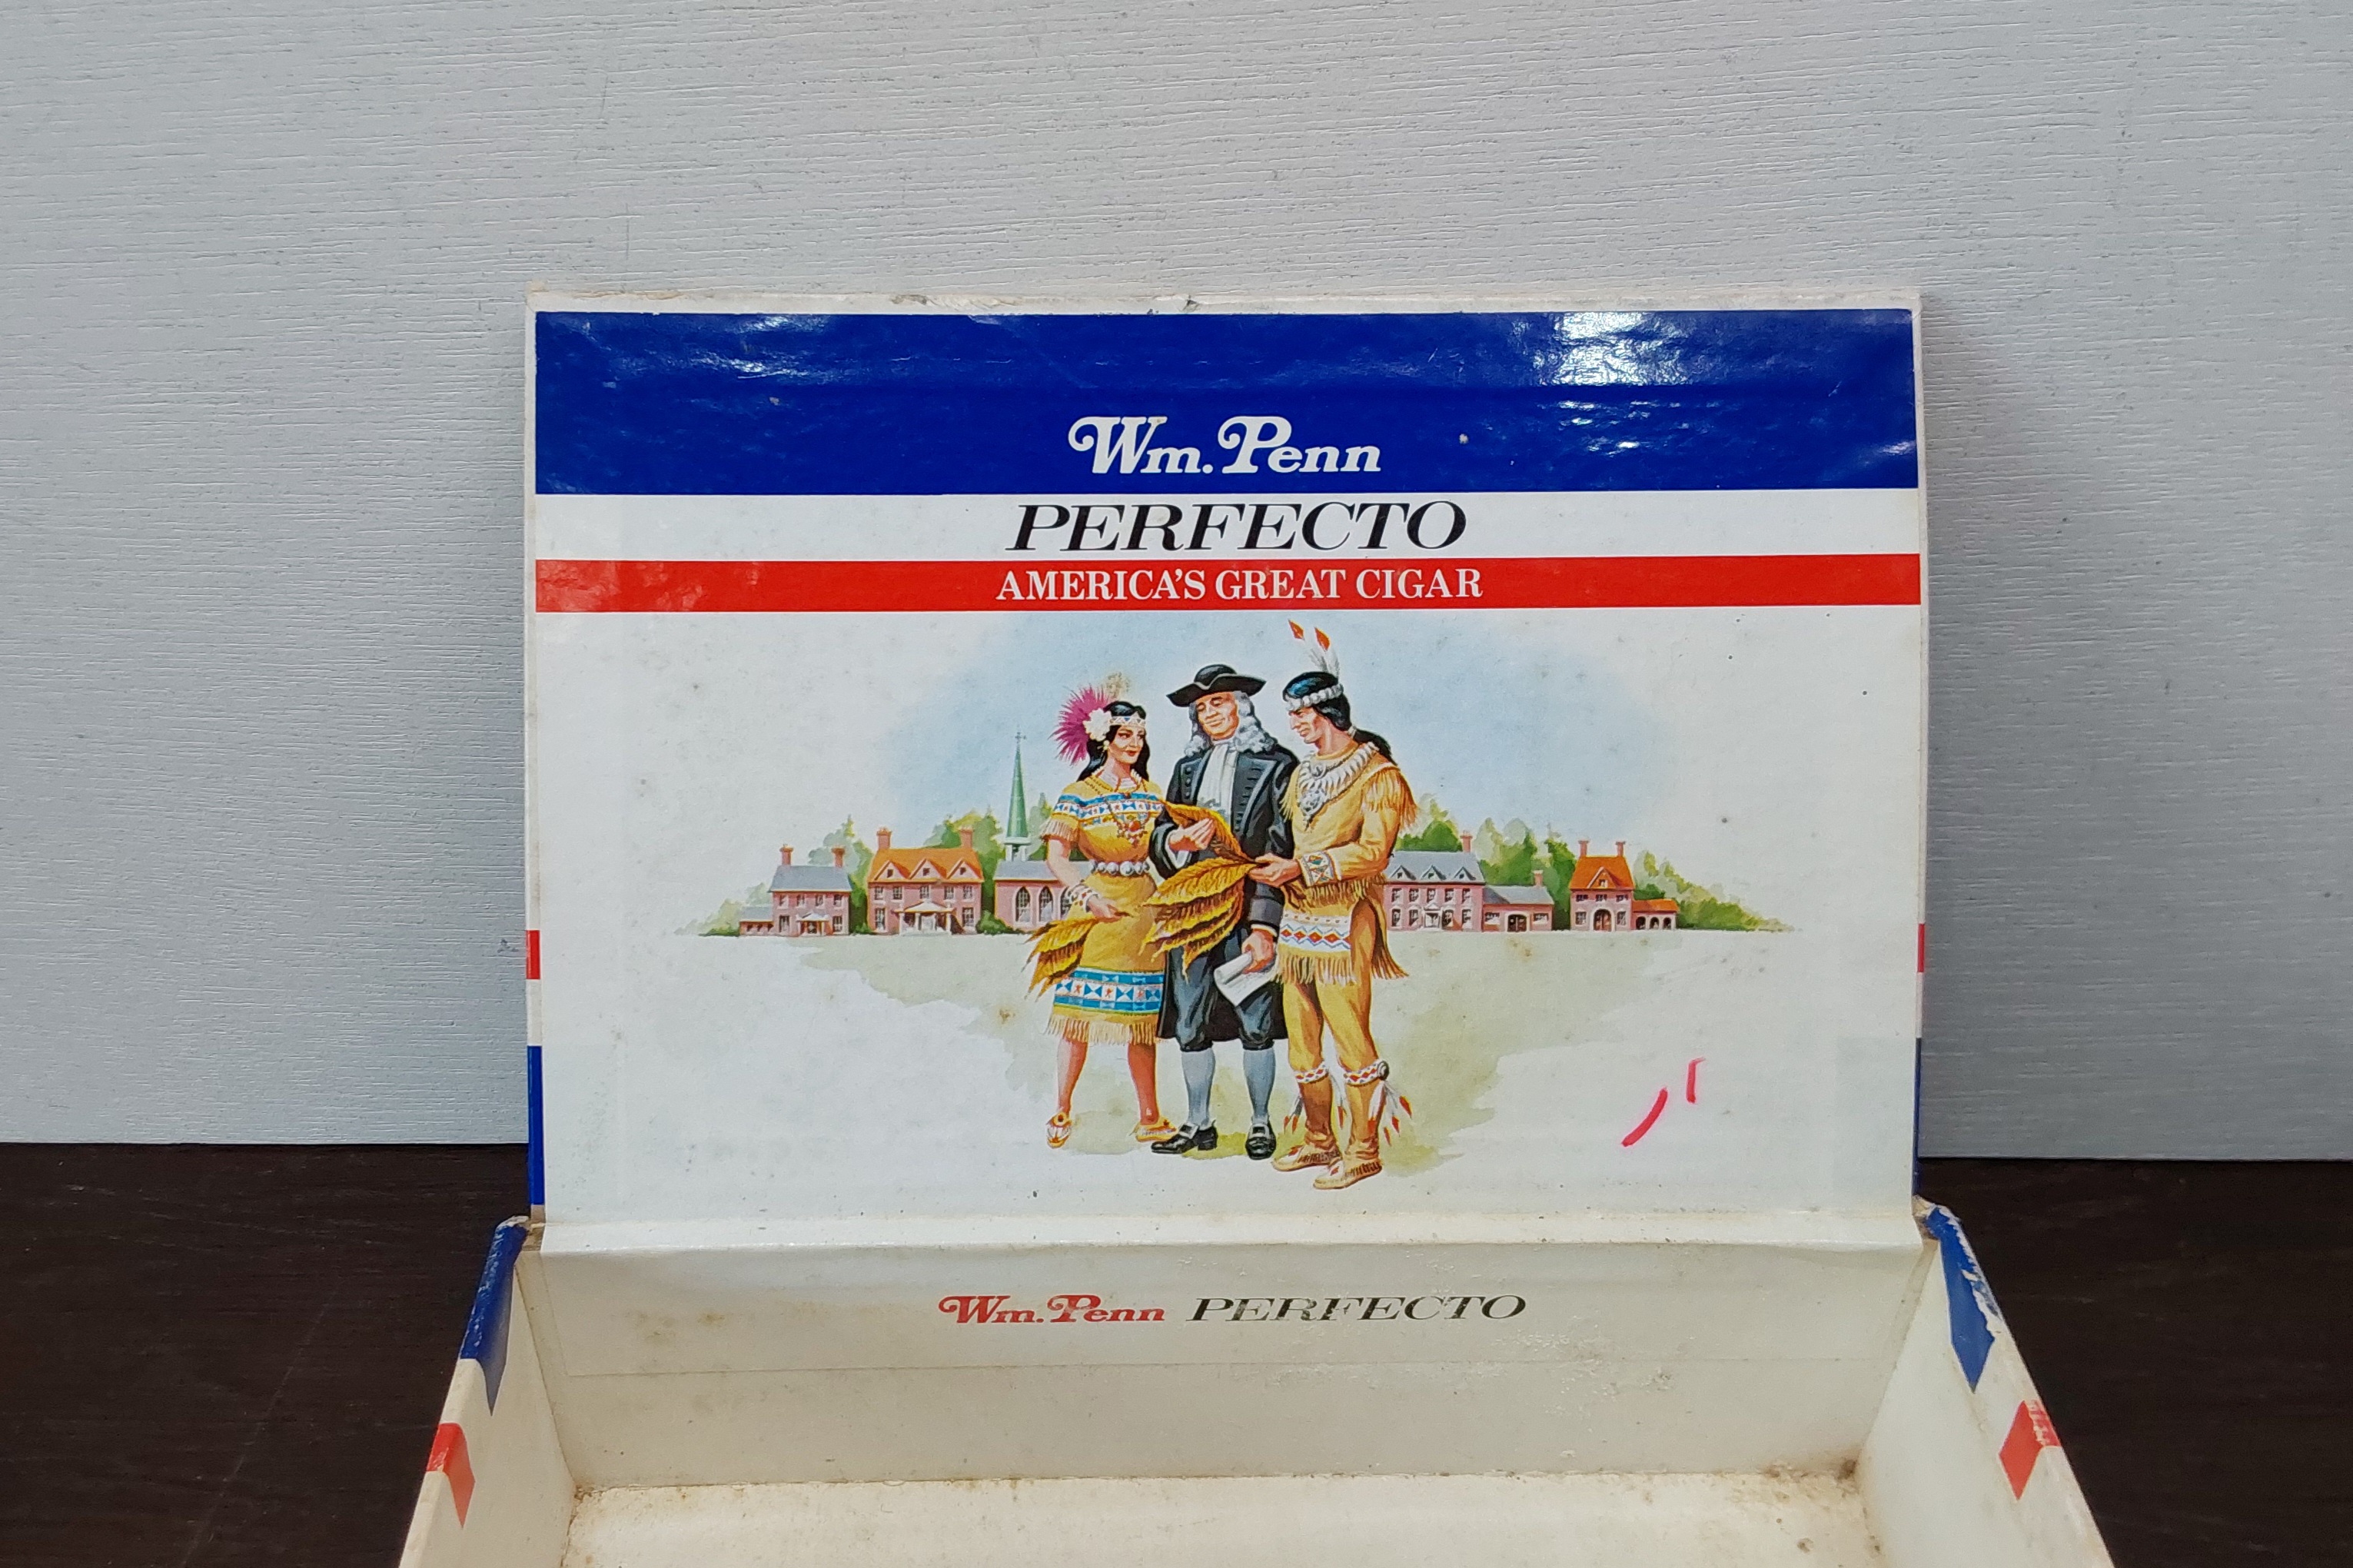 Wm. Penn
PERFECTO
AMERICA'S GREAT CIGAR
Wm. Penn PERFECTO